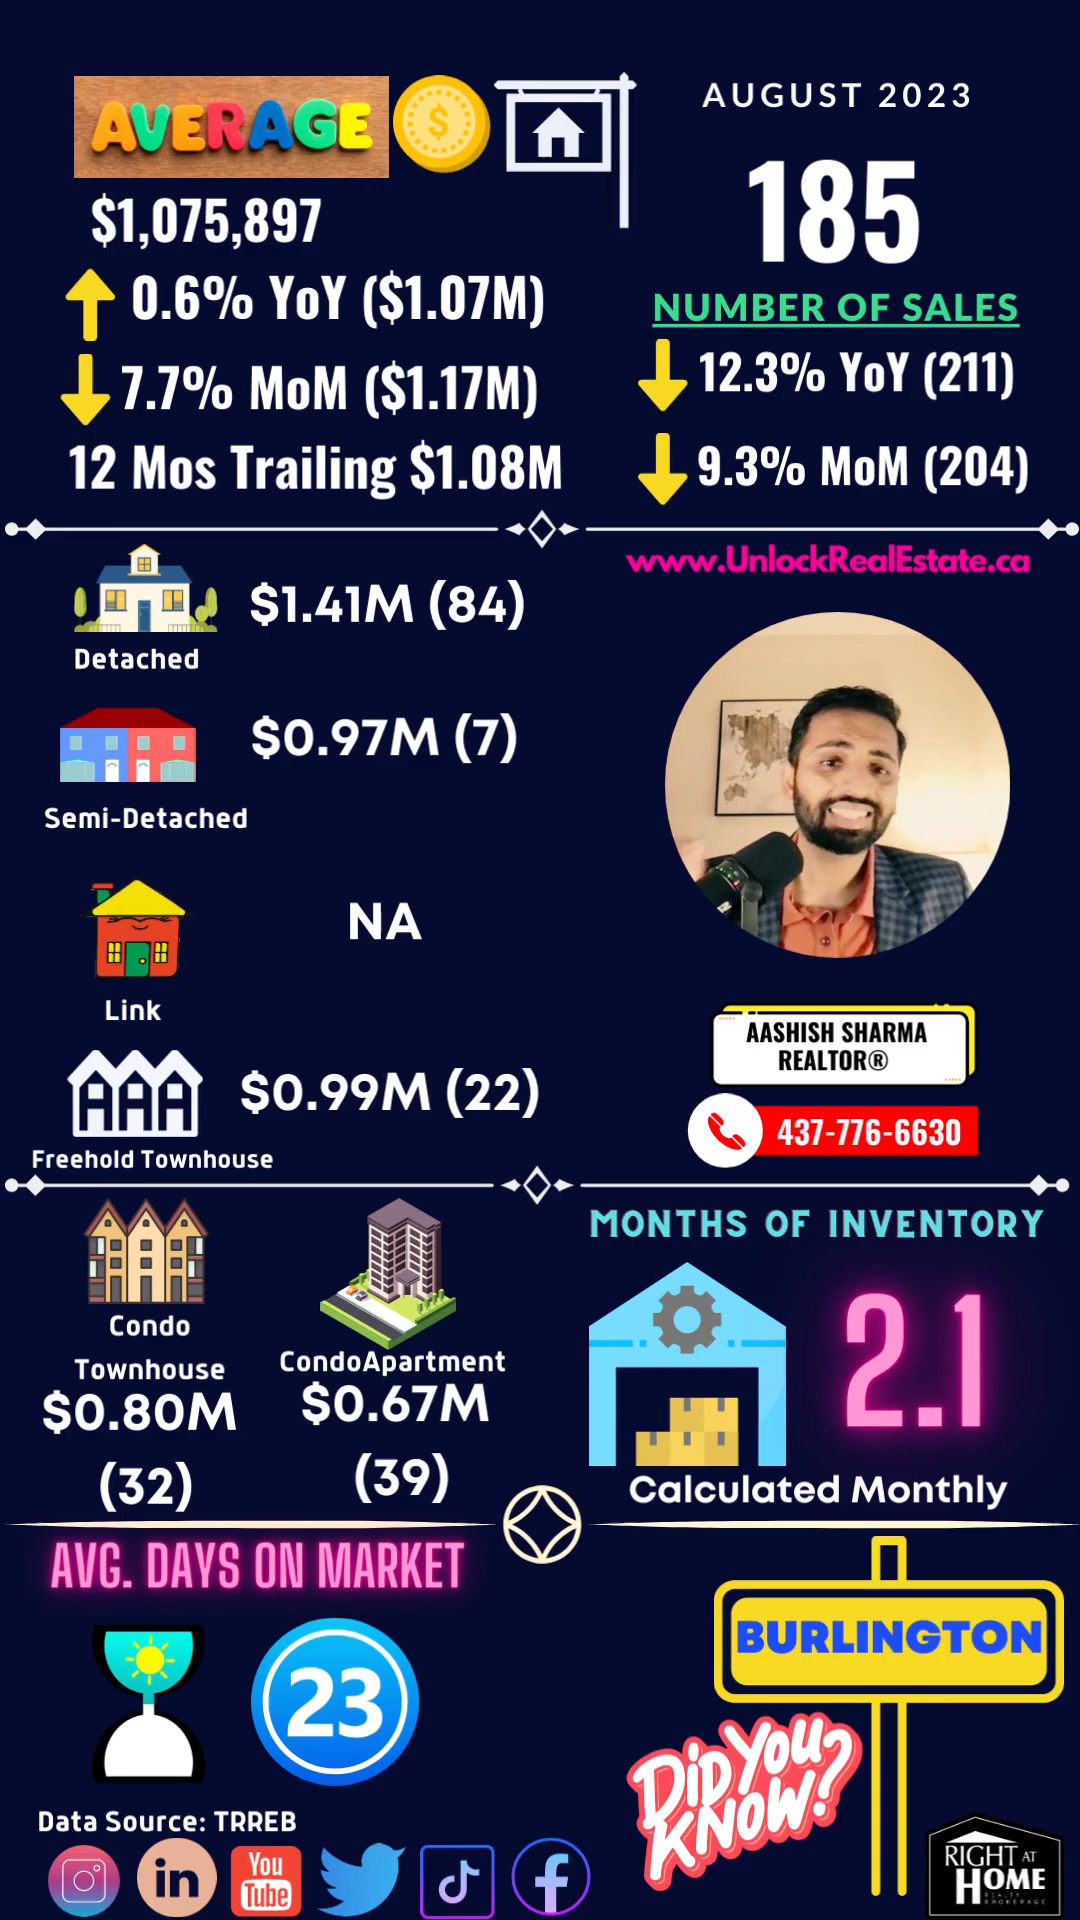 AVERAGE
$
$1,075,897
0.6% YoY ($1.07M)
7.7% MoM ($1.17M)
12 Mos Trailing $1.08M
AUGUST 2023
185
NUMBER OF SALES
12.3% YoY (211)
9.3% MoM (204)
www.UnlockRealEstate.ca
$1.41M (84)
Detached
$0.97M (7)
Semi-Detached
NA
Link
$0.99M (22)
Freehold Townhouse
AASHISH SHARMA
REALTOR®
437-776-6630
Condo
Townhouse
$0.80M
(32)
CondoApartment
$0.67M
(39)
MONTHS OF INVENTORY
2.1
Calculated Monthly
AVG. DAYS ON MARKET
23
BURLINGTON
DiD YOU
KNOW?
Data Source: TRREB
in
You
Tube
RIGHT AT
HOME
REALTY
BROKERAGE